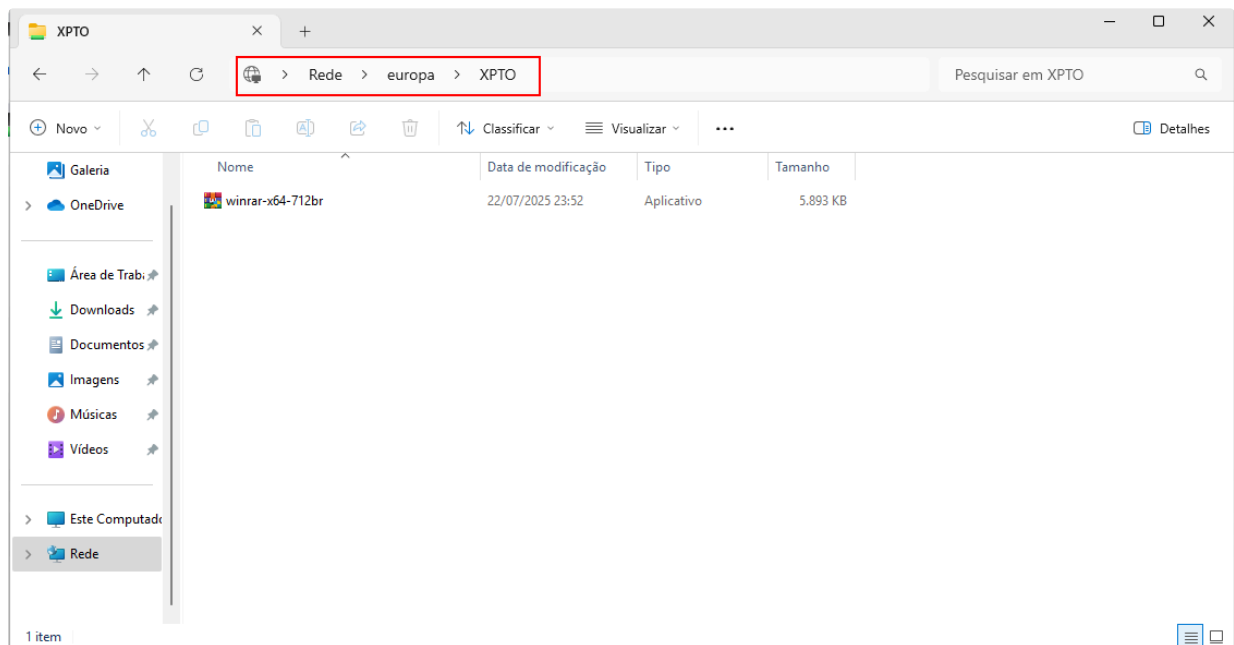 XPTO
Rede > europa > XPTO
Pesquisar em XPTO
Novo
Classificar
Visualizar
Detalhes
Galeria
OneDrive
Área de Traba
Downloads
Documentos
Imagens
Músicas
Vídeos
Este Computado
Rede
Nome Data de modificação Tipo Tamanho
winrar-x64-712br 22/07/2025 23:52 Aplicativo 5.893 KB
1 item